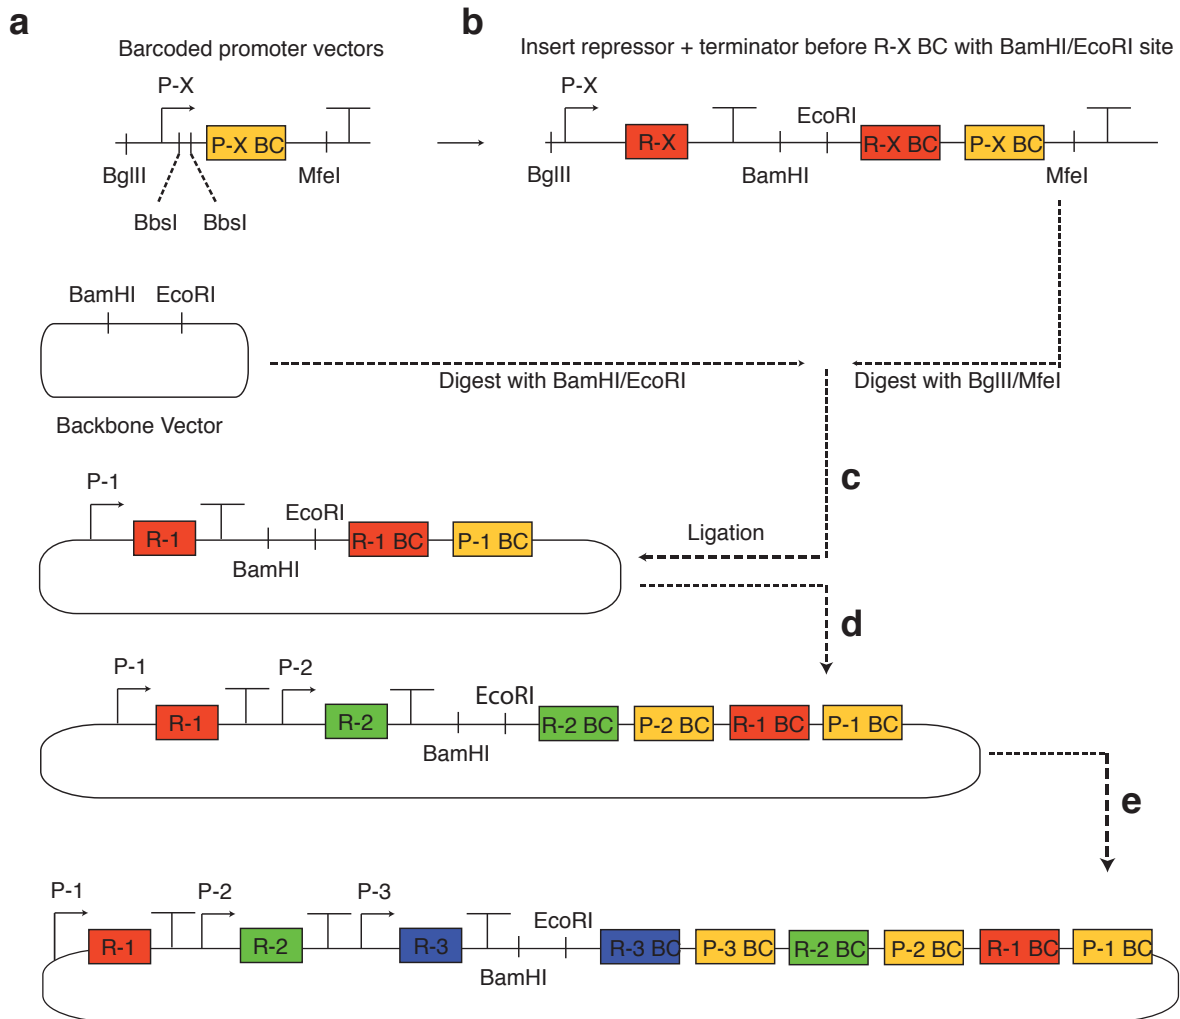 a
b
Barcoded promoter vectors
Insert repressor + terminator before R-X BC with BamHI/EcoRI site
P-X
P-X BC
BglII
MfeI
BbsI
BbsI
P-X
EcoRI
R-X
R-X BC
P-X BC
BglII
BamHI
MfeI
BamHI
EcoRI
Backbone Vector
Digest with BamHI/EcoRI
Digest with BglII/MfeI
c
Ligation
P-1
EcoRI
R-1
R-1 BC
P-1 BC
BamHI
d
P-1
P-2
EcoRI
R-1
R-2
R-2 BC
P-2 BC
R-1 BC
P-1 BC
BamHI
e
P-1
P-2
P-3
EcoRI
R-1
R-2
R-3
R-3 BC
P-3 BC
R-2 BC
P-2 BC
R-1 BC
P-1 BC
BamHI